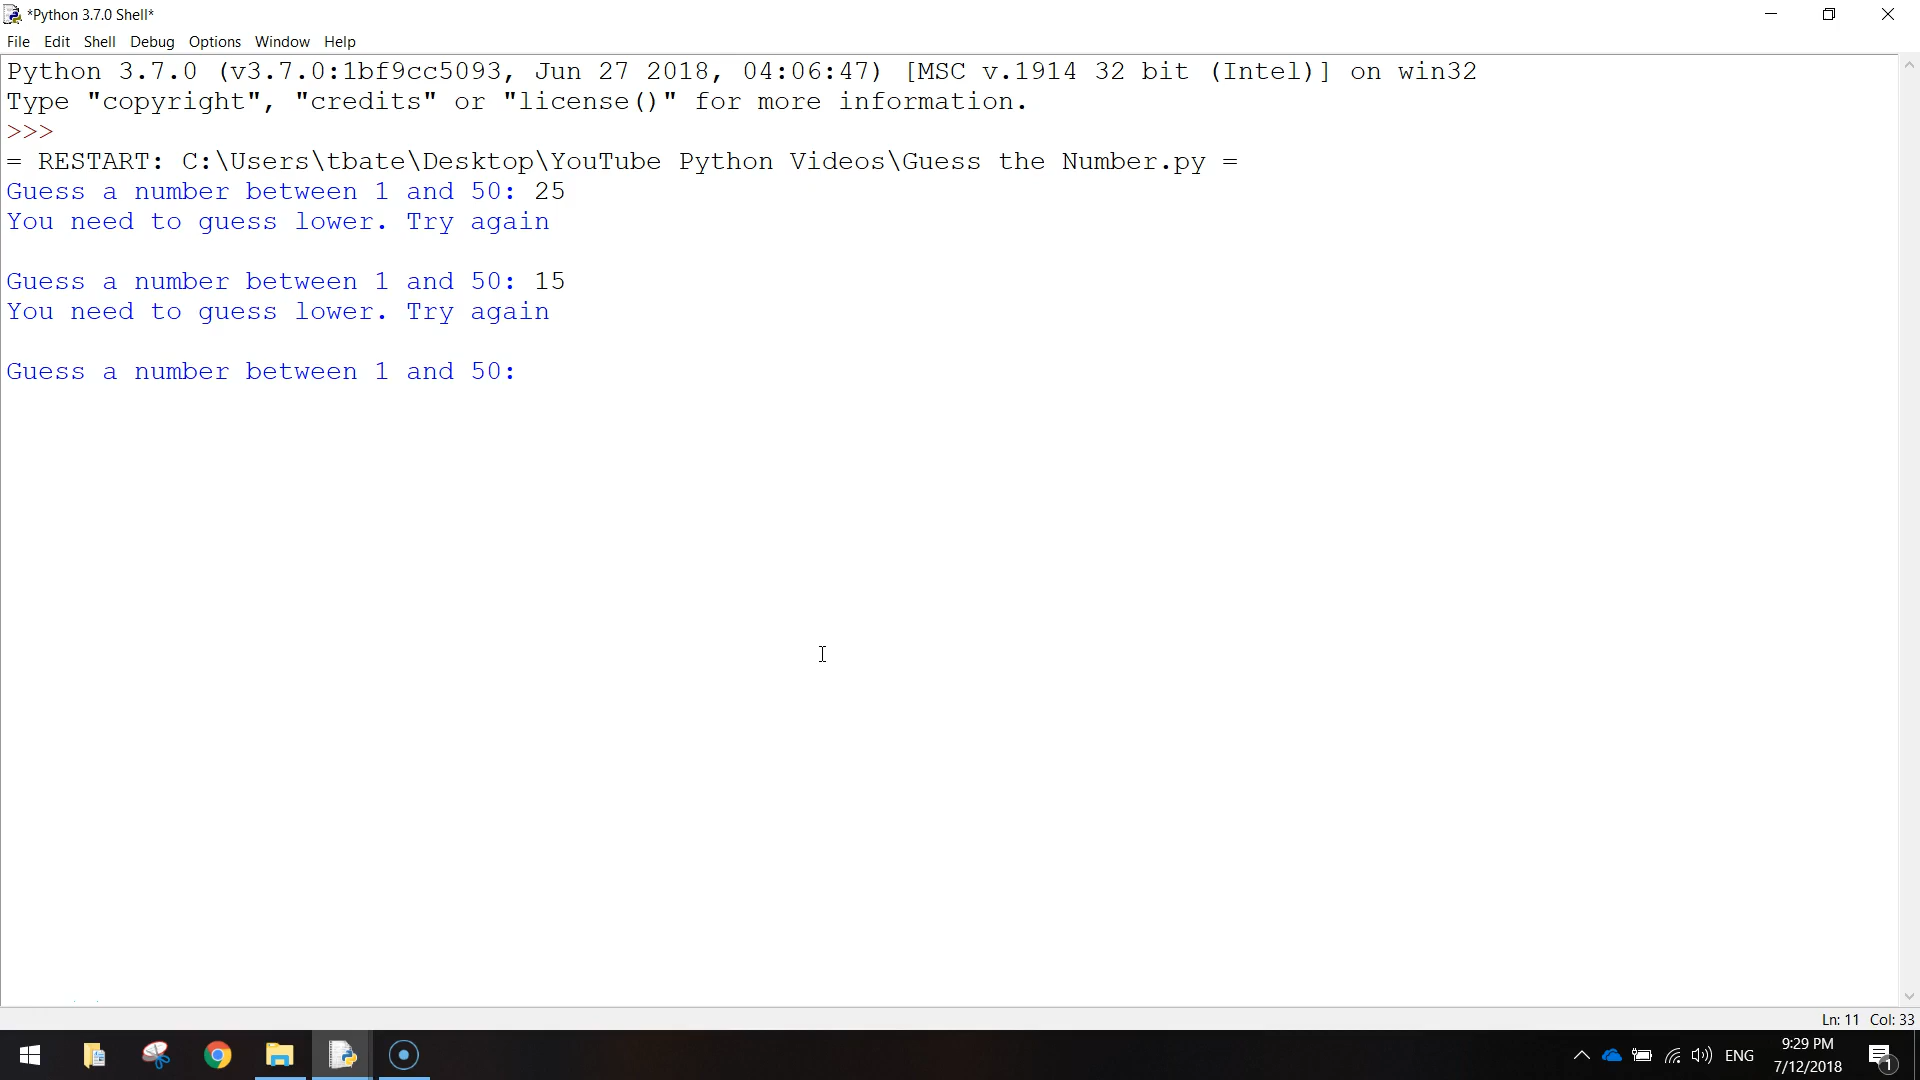 *Python 3.7.0 Shell*
File Edit Shell Debug Options Window Help
Python 3.7.0 (v3.7.0:1bf9cc5093, Jun 27 2018, 04:06:47) [MSC v.1914 32 bit (Intel)] on win32
Type "copyright", "credits" or "license()" for more information.
>>>
= RESTART: C:\Users\tbate\Desktop\YouTube Python Videos\Guess the Number.py =
Guess a number between 1 and 50: 25
You need to guess lower. Try again
Guess a number between 1 and 50: 15
You need to guess lower. Try again
Guess a number between 1 and 50:
Ln: 11 Col: 33
ENG
9:29 PM
7/12/2018
1